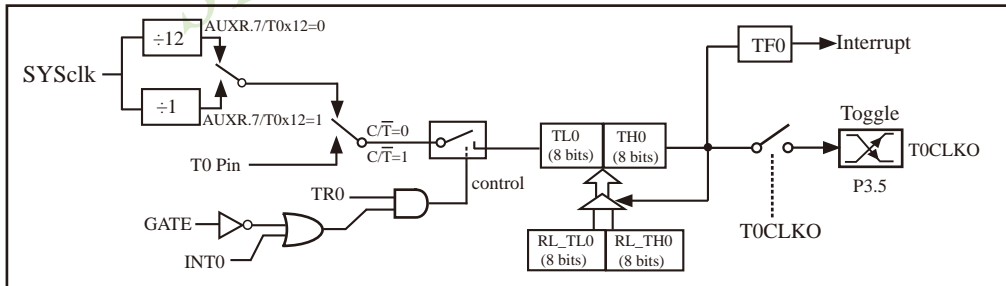 AUXR.7/T0x12=0
÷12
SYSclk
÷1
AUXR.7/T0x12=1
T0 Pin
C/T̅=0
C/T̅=1
control
TR0
GATE
INT0
TL0
(8 bits)
TH0
(8 bits)
RL_TL0
(8 bits)
RL_TH0
(8 bits)
TF0
Interrupt
Toggle
T0CLKO
P3.5
T0CLKO